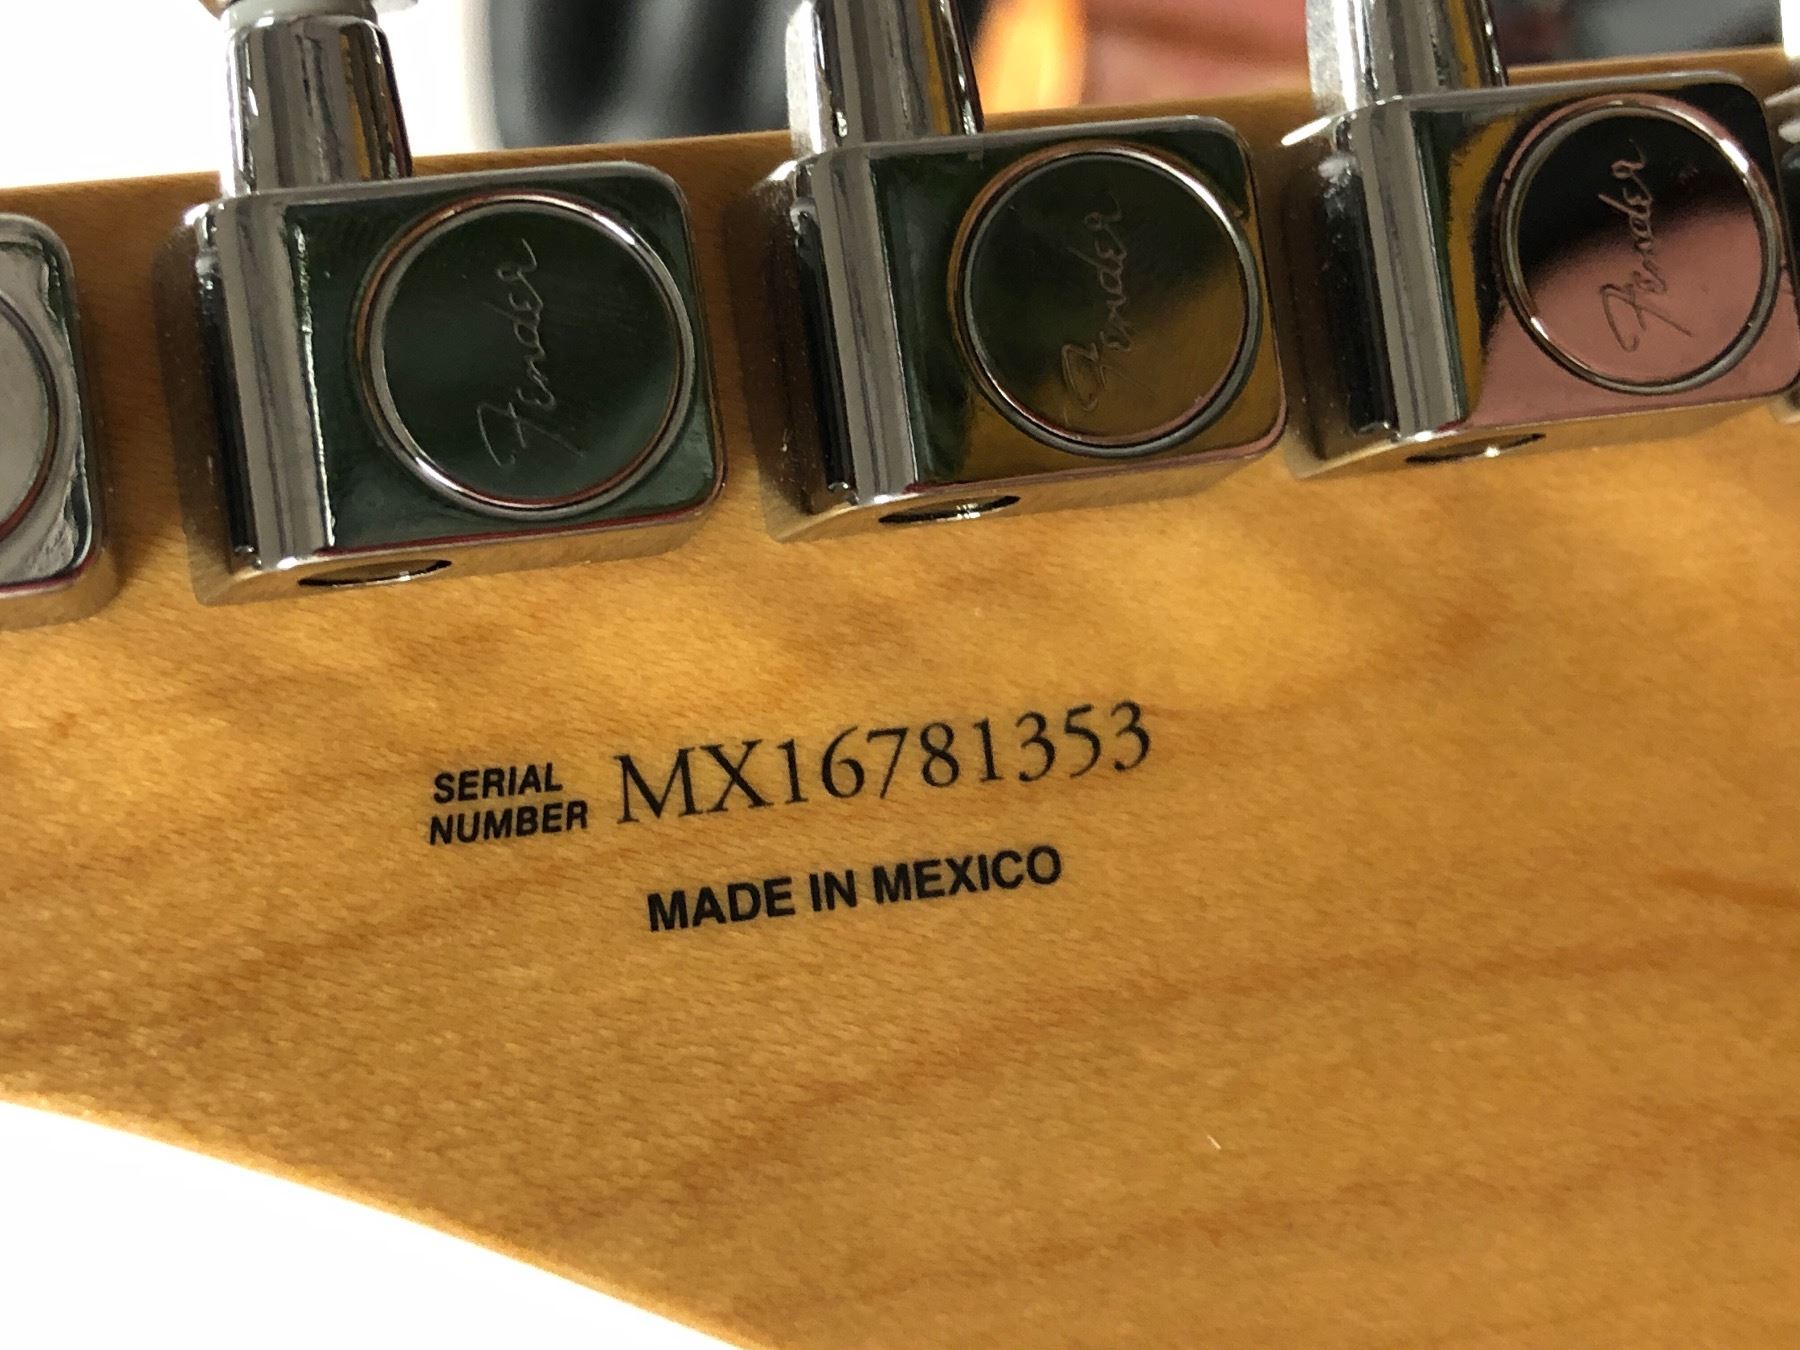 Fender
Fender
Fender
SERIAL
NUMBER MX16781353
MADE IN MEXICO